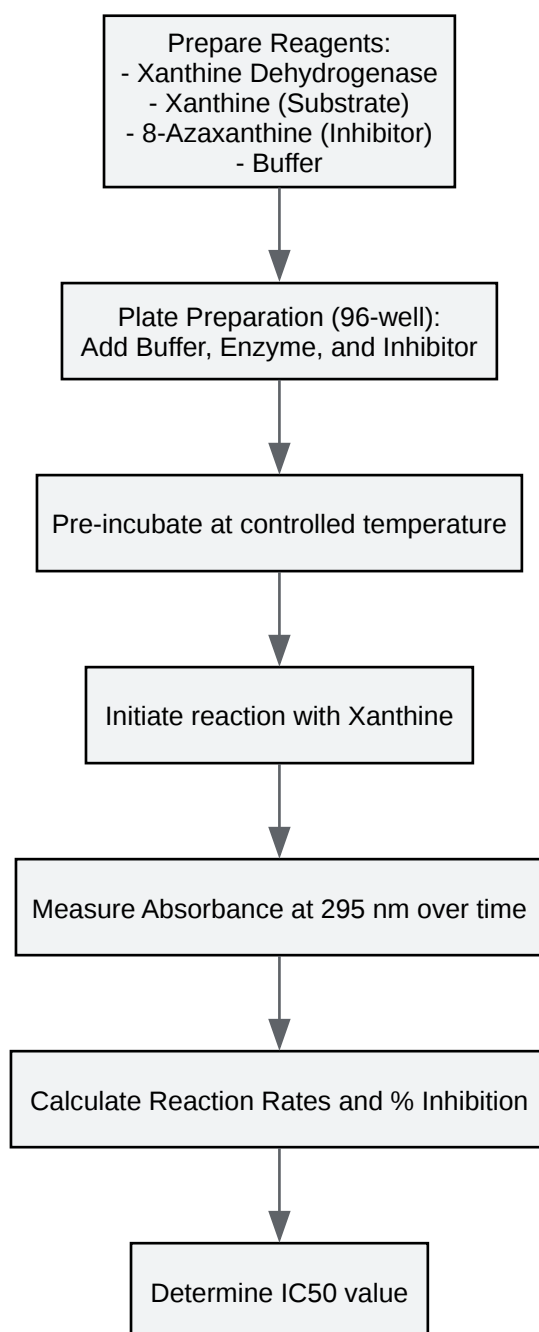 Prepare Reagents:
- Xanthine Dehydrogenase
- Xanthine (Substrate)
- 8-Azaxanthine (Inhibitor)
- Buffer
Plate Preparation (96-well):
Add Buffer, Enzyme, and Inhibitor
Pre-incubate at controlled temperature
Initiate reaction with Xanthine
Measure Absorbance at 295 nm over time
Calculate Reaction Rates and % Inhibition
Determine IC50 value